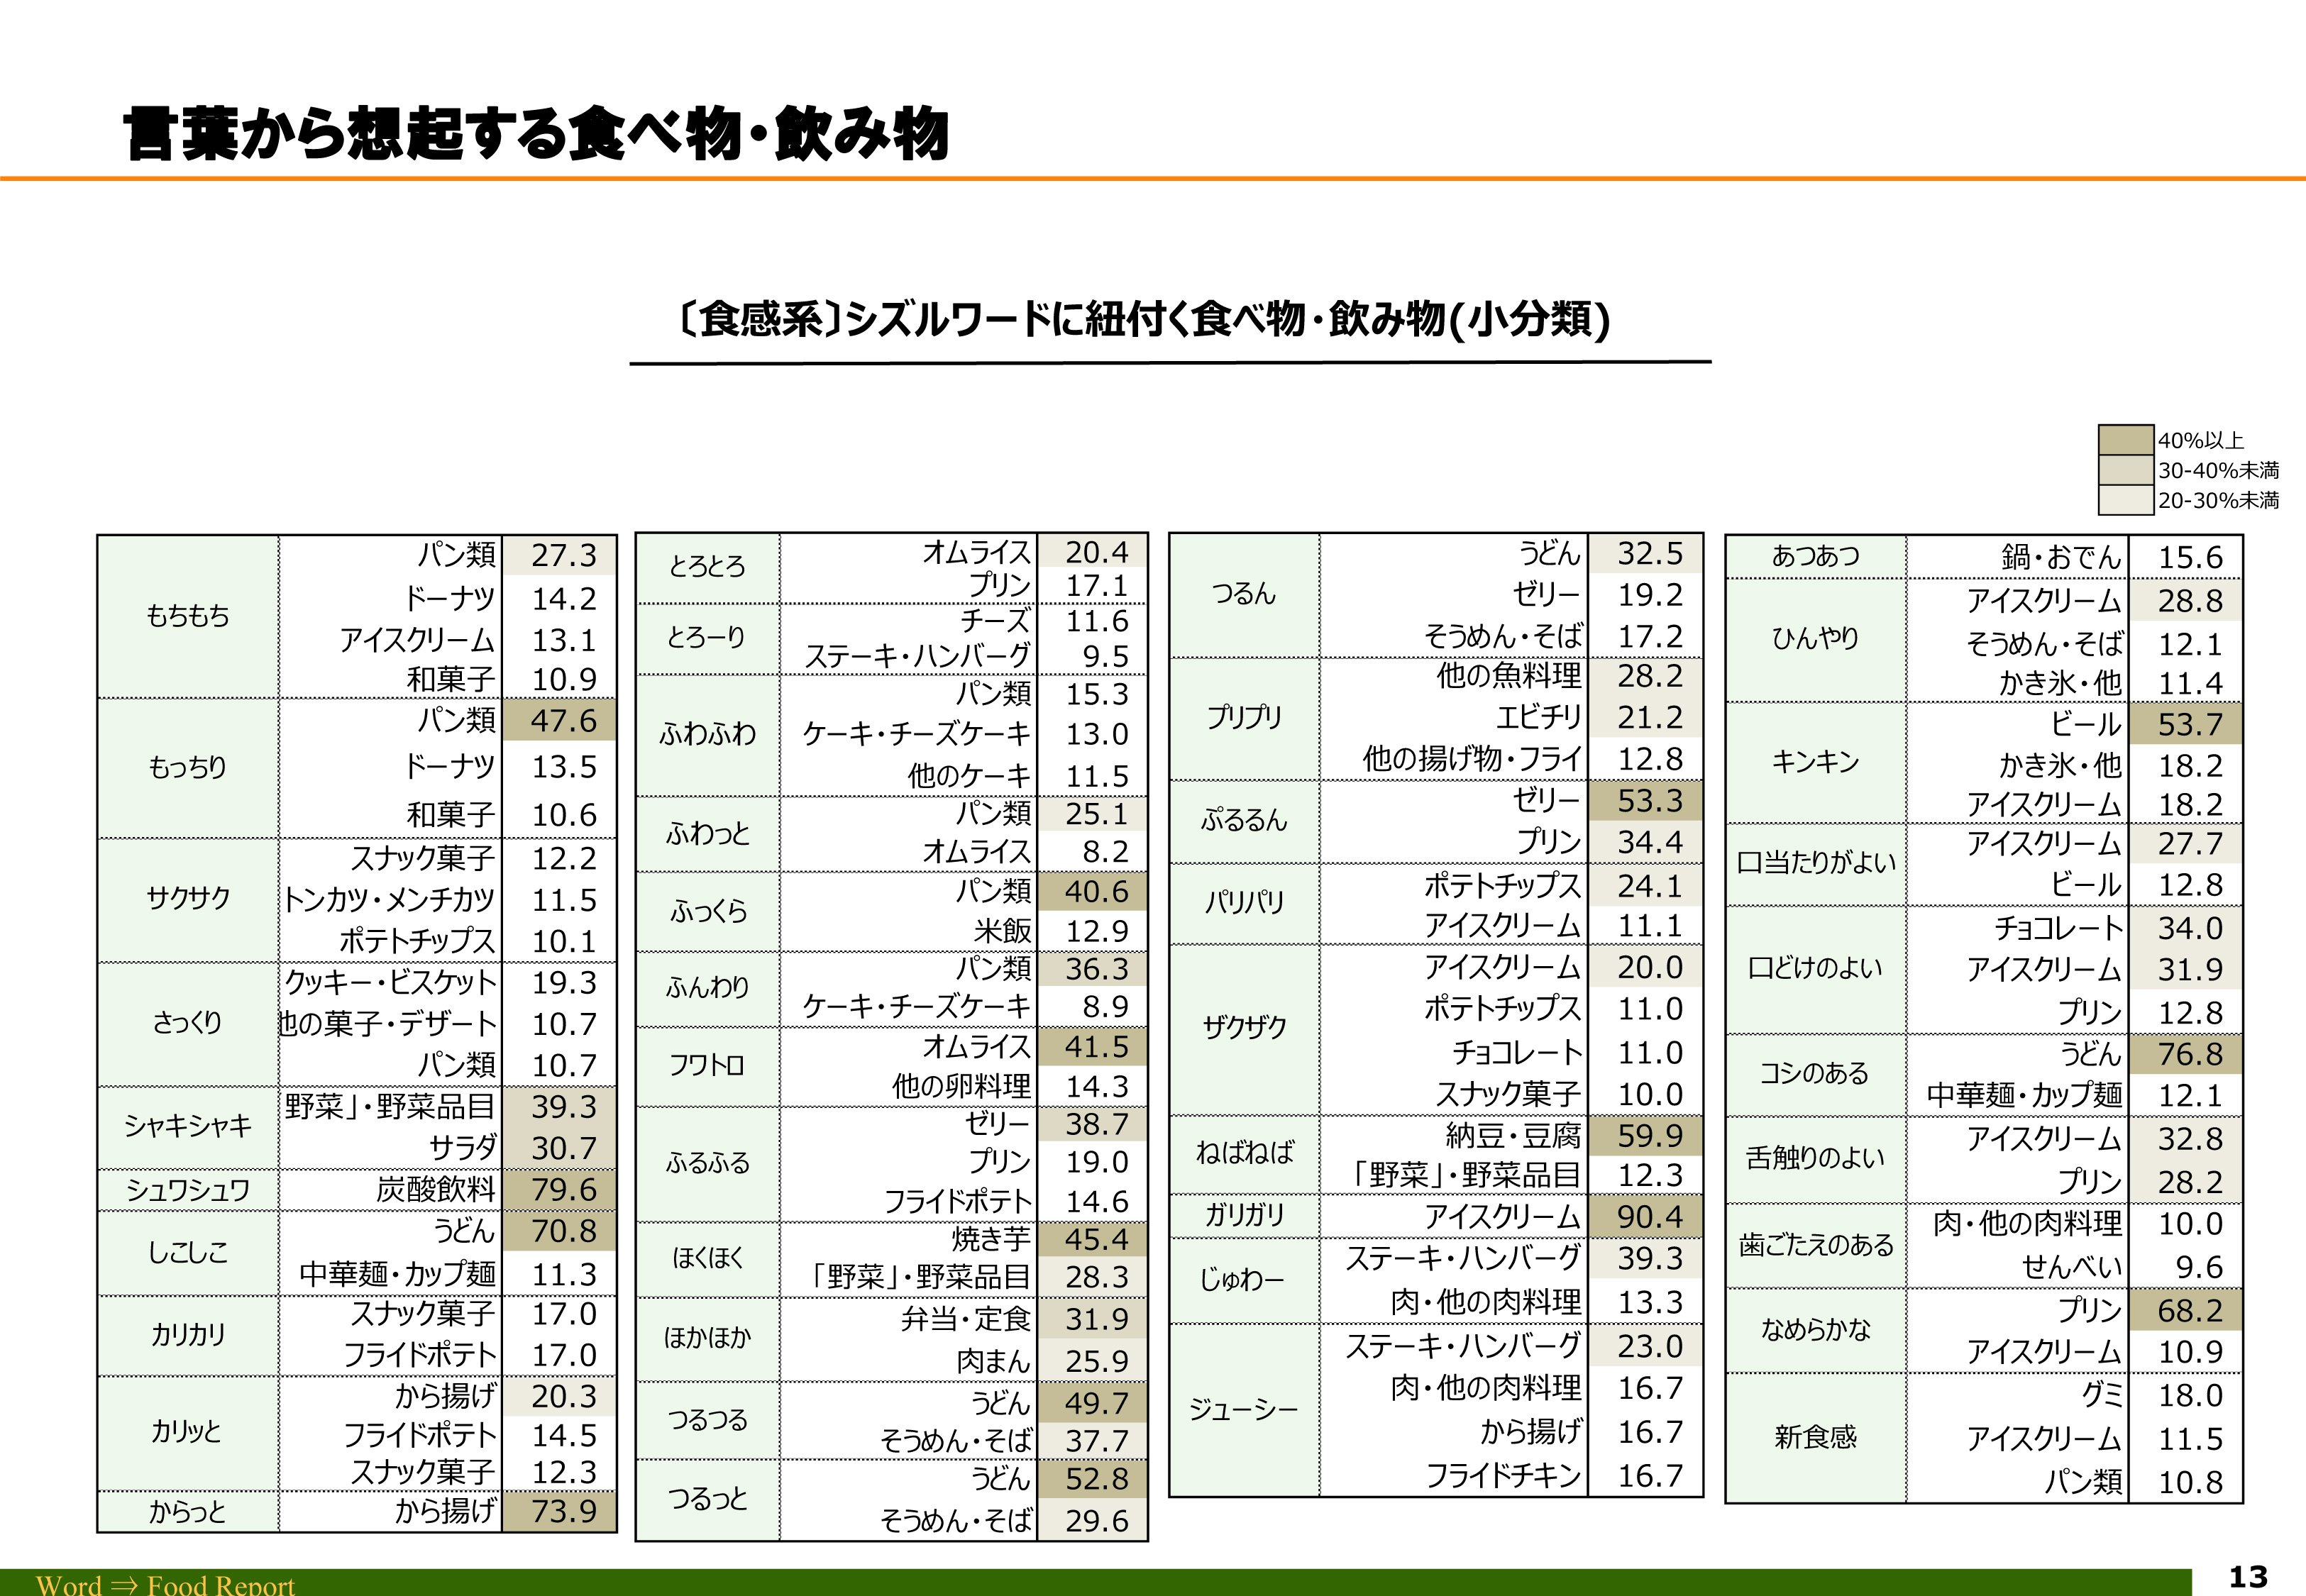 言葉から想起する食べ物・飲み物
〔食感系〕シズルワードに紐付く食べ物・飲み物(小分類)
40%以上
30-40%未満
20-30%未満
もちもち パン類 27.3
ドーナツ 14.2
アイスクリーム 13.1
和菓子 10.9
もっちり パン類 47.6
ドーナツ 13.5
和菓子 10.6
サクサク スナック菓子 12.2
トンカツ・メンチカツ 11.5
ポテトチップス 10.1
さっくり クッキー・ビスケット 19.3
他の菓子・デザート 10.7
パン類 10.7
シャキシャキ 野菜」・野菜品目 39.3
サラダ 30.7
シュワシュワ 炭酸飲料 79.6
しこしこ うどん 70.8
中華麺・カップ麺 11.3
カリカリ スナック菓子 17.0
フライドポテト 17.0
カリッと から揚げ 20.3
フライドポテト 14.5
スナック菓子 12.3
からっと から揚げ 73.9
とろとろ オムライス 20.4
プリン 17.1
とろーり チーズ 11.6
ステーキ・ハンバーグ 9.5
ふわふわ パン類 15.3
ケーキ・チーズケーキ 13.0
他のケーキ 11.5
ふわっと パン類 25.1
オムライス 8.2
ふっくら パン類 40.6
米飯 12.9
ふんわり パン類 36.3
ケーキ・チーズケーキ 8.9
フワトロ オムライス 41.5
他の卵料理 14.3
ふるふる ゼリー 38.7
プリン 19.0
フライドポテト 14.6
ほくほく 焼き芋 45.4
「野菜」・野菜品目 28.3
ほかほか 弁当・定食 31.9
肉まん 25.9
つるつる うどん 49.7
そうめん・そば 37.7
つるっと うどん 52.8
そうめん・そば 29.6
つるん うどん 32.5
ゼリー 19.2
そうめん・そば 17.2
プリプリ 他の魚料理 28.2
エビチリ 21.2
他の揚げ物・フライ 12.8
ぷるるん ゼリー 53.3
プリン 34.4
パリパリ ポテトチップス 24.1
アイスクリーム 11.1
ザクザク アイスクリーム 20.0
ポテトチップス 11.0
チョコレート 11.0
スナック菓子 10.0
ねばねば 納豆・豆腐 59.9
「野菜」・野菜品目 12.3
ガリガリ アイスクリーム 90.4
じゅわー ステーキ・ハンバーグ 39.3
肉・他の肉料理 13.3
ジューシー ステーキ・ハンバーグ 23.0
肉・他の肉料理 16.7
から揚げ 16.7
フライドチキン 16.7
あつあつ 鍋・おでん 15.6
ひんやり アイスクリーム 28.8
そうめん・そば 12.1
かき氷・他 11.4
キンキン ビール 53.7
かき氷・他 18.2
アイスクリーム 18.2
口当たりがよい アイスクリーム 27.7
ビール 12.8
口どけのよい チョコレート 34.0
アイスクリーム 31.9
プリン 12.8
コシのある うどん 76.8
中華麺・カップ麺 12.1
舌触りのよい アイスクリーム 32.8
プリン 28.2
歯ごたえのある 肉・他の肉料理 10.0
せんべい 9.6
なめらかな プリン 68.2
アイスクリーム 10.9
新食感 グミ 18.0
アイスクリーム 11.5
パン類 10.8
Word ⇒ Food Report
13